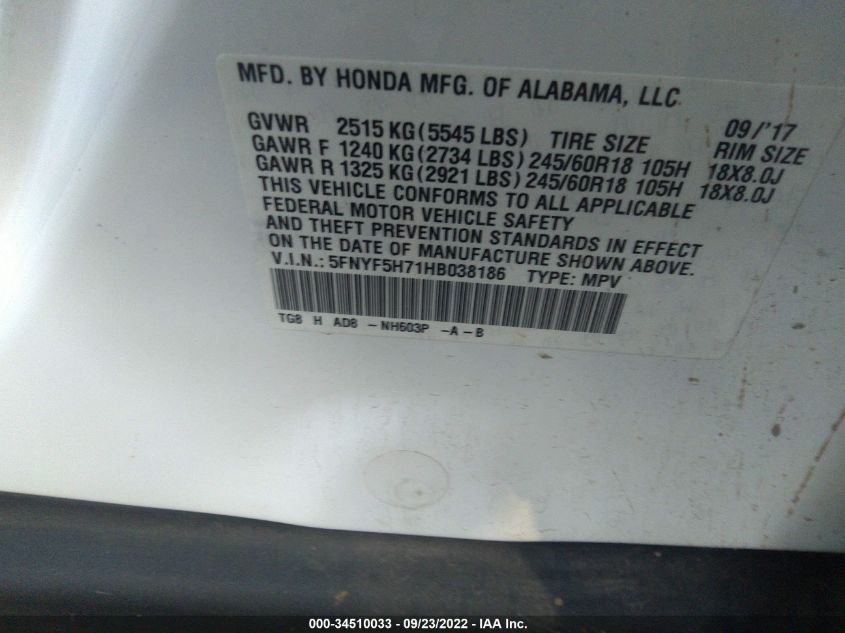 MFD. BY HONDA MFG. OF ALABAMA, LLC.
09/'17
GVWR 2515 KG (5545 LBS) TIRE SIZE RIM SIZE
GAWR F 1240 KG (2734 LBS) 245/60R18 105H 18X8.0J
GAWR R 1325 KG (2921 LBS) 245/60R18 105H 18X8.0J
THIS VEHICLE CONFORMS TO ALL APPLICABLE
FEDERAL MOTOR VEHICLE SAFETY
AND THEFT PREVENTION STANDARDS IN EFFECT
ON THE DATE OF MANUFACTURE SHOWN ABOVE.
V.I.N.: 5FNYF5H71HB038186 TYPE: MPV
TG8 H AD8 - NH603P -A-B
000-34510033 - 09/23/2022 - IAA Inc.